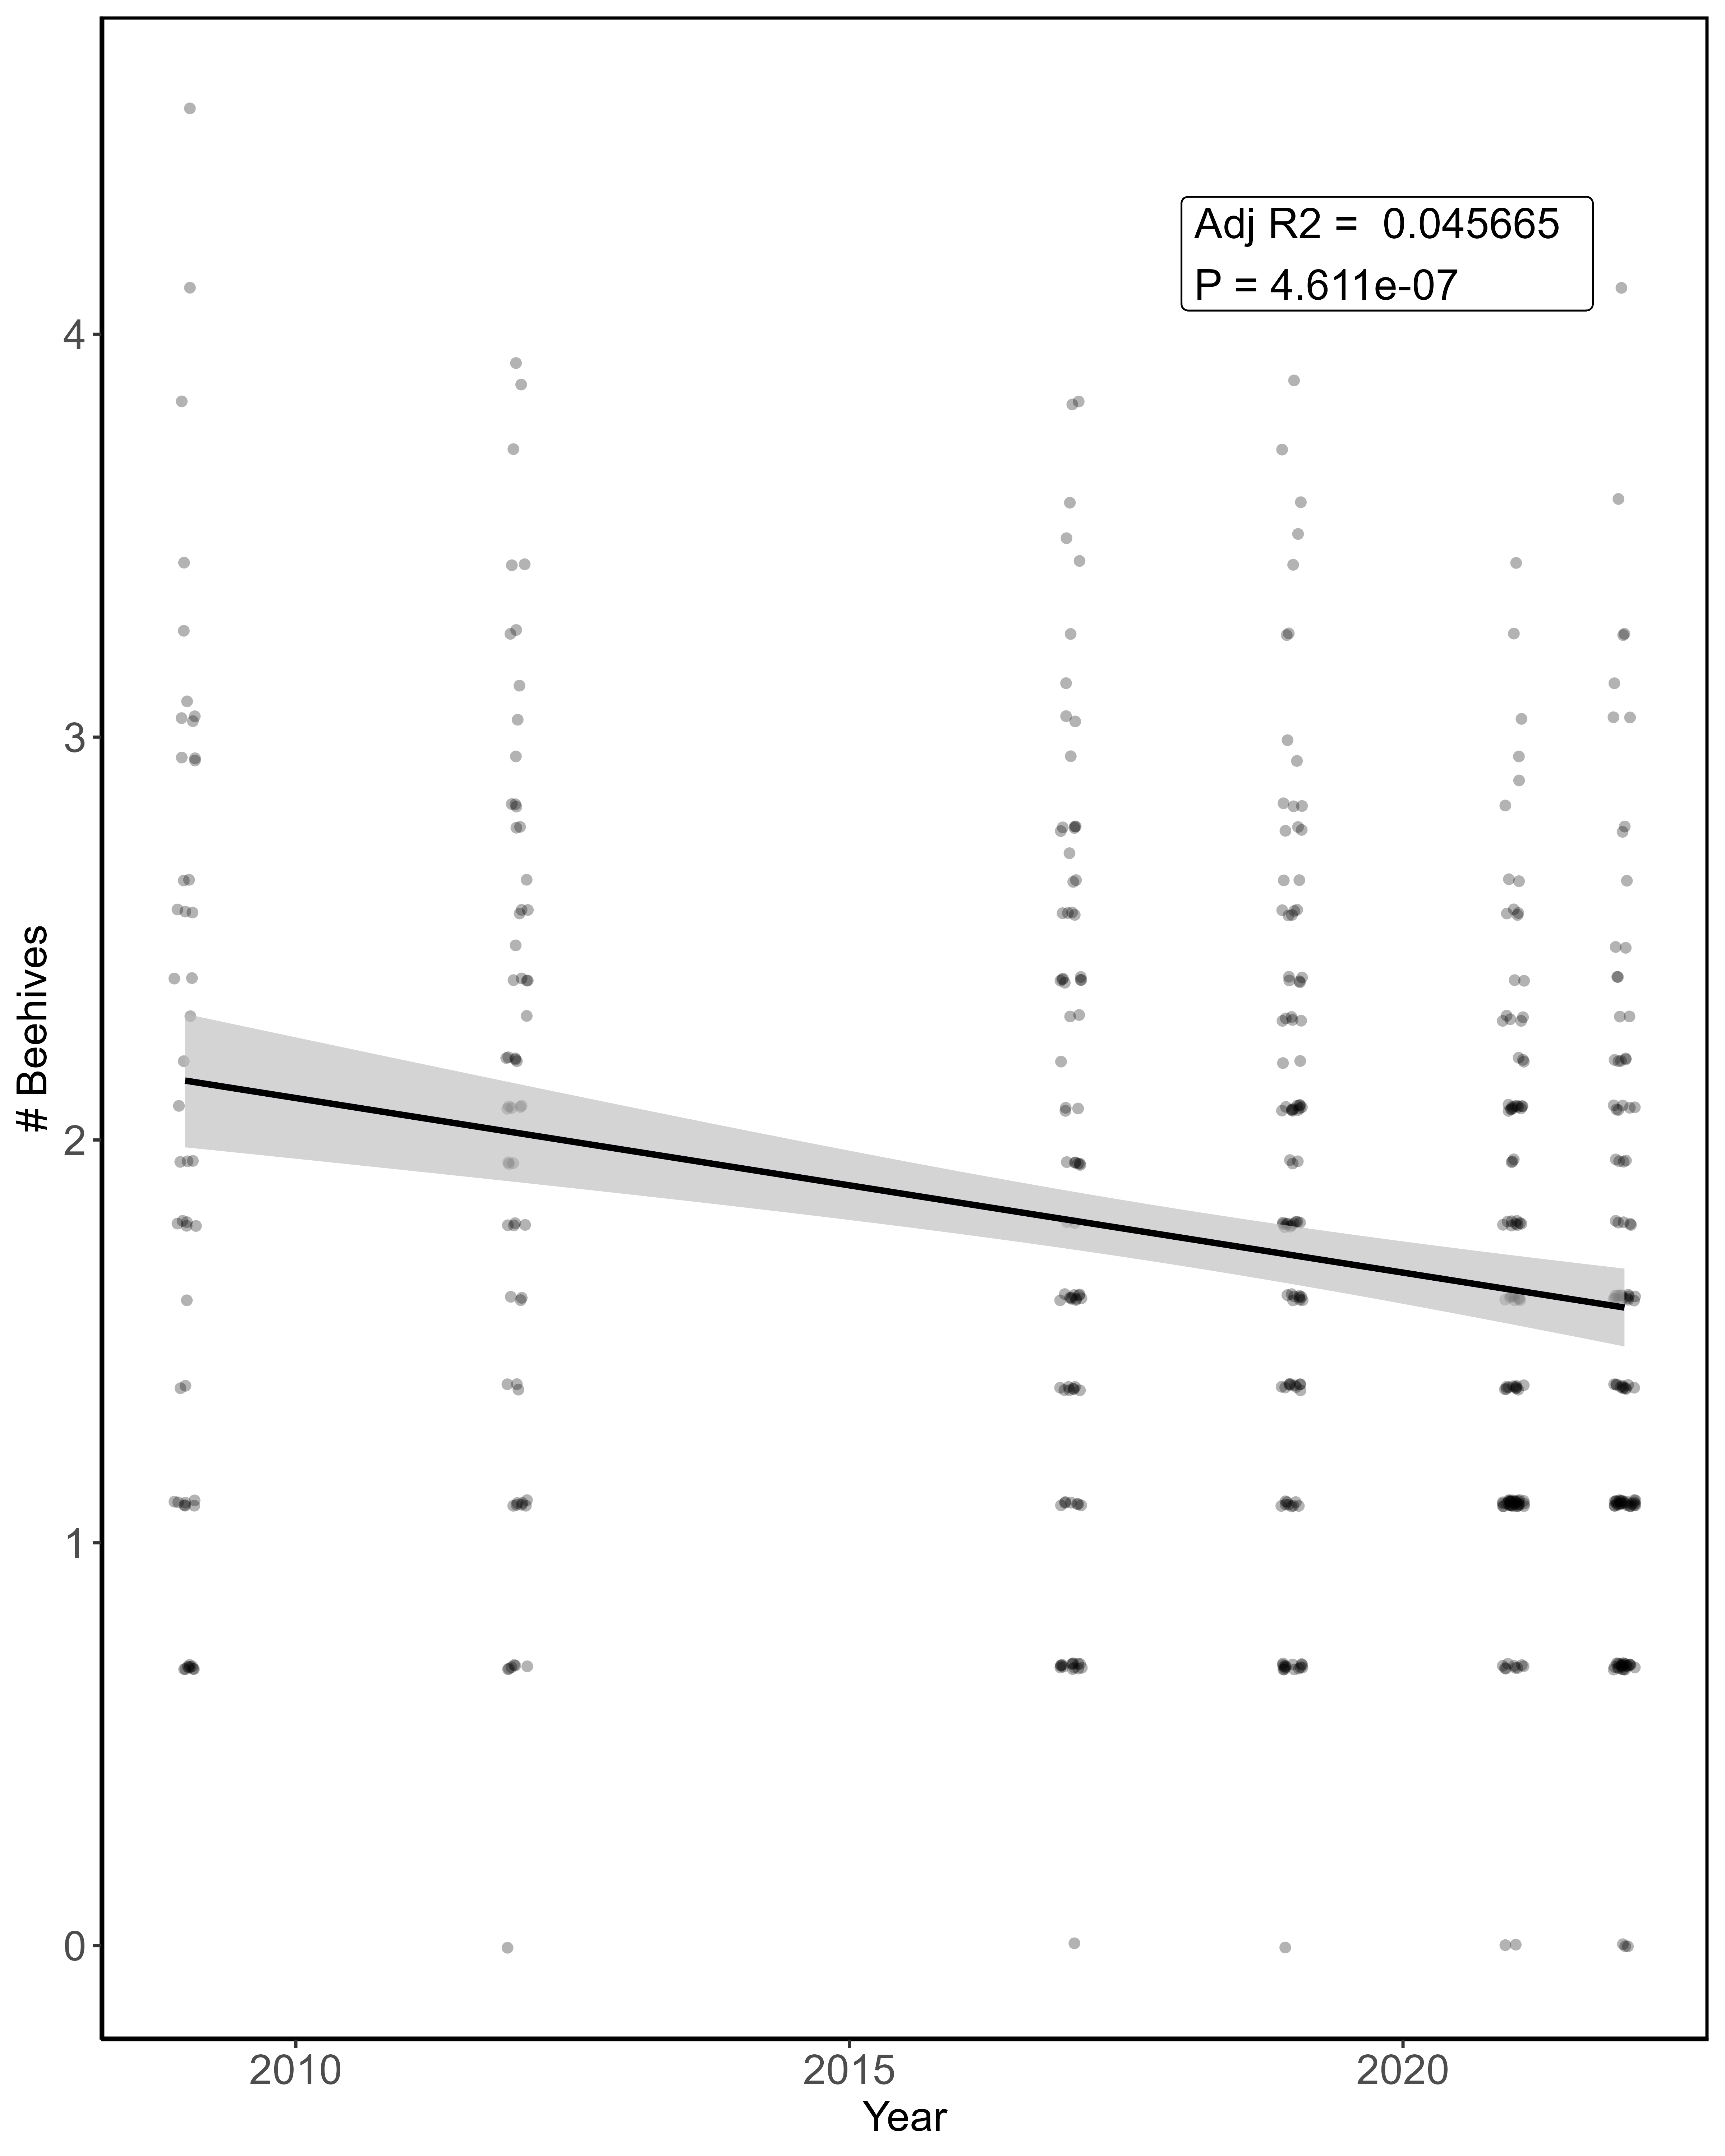 Adj R2 = 0.045665
P = 4.611e-07
# Beehives
4
3
2
1
0
2010 2015 2020
Year